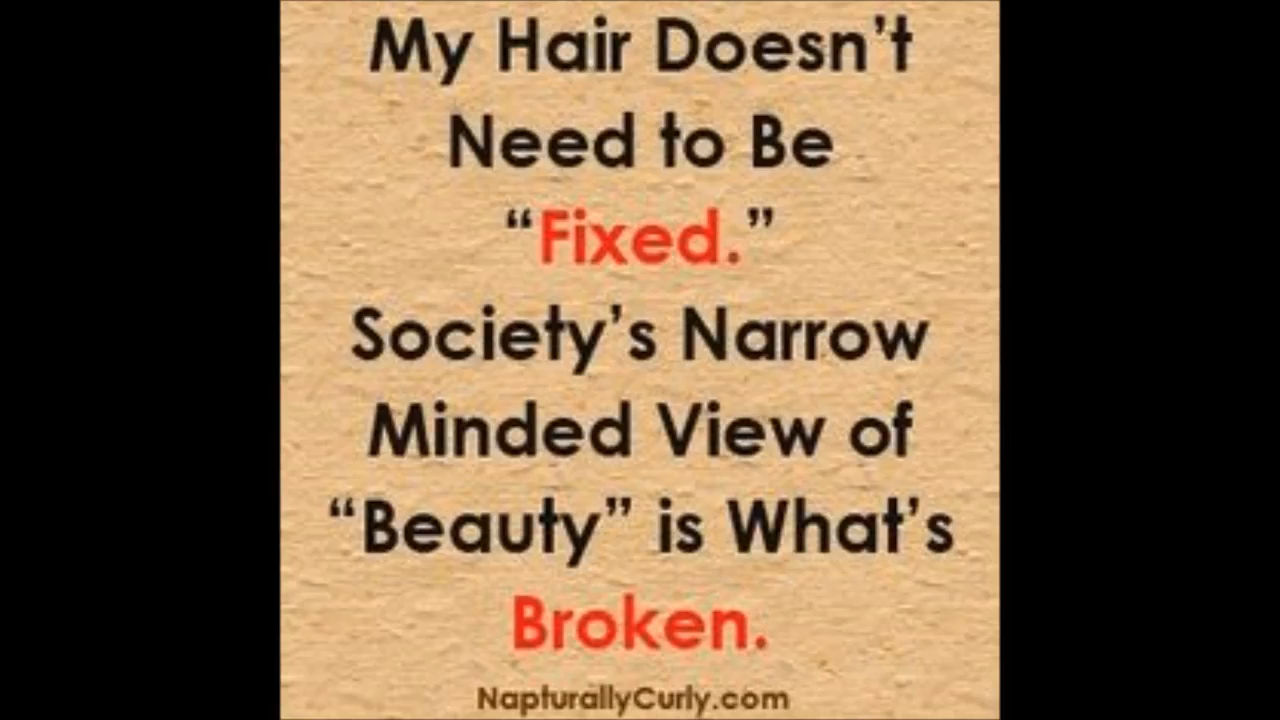 My Hair Doesn’t
Need to Be
“Fixed.”
Society’s Narrow
Minded View of
“Beauty” is What’s
Broken.
NapturallyCurly.com